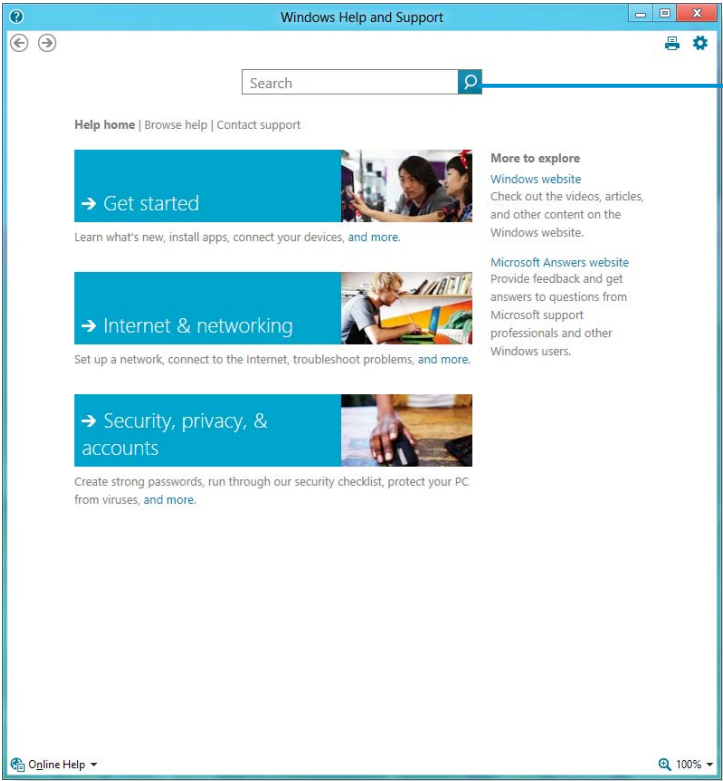 Windows Help and Support
Search
Help home | Browse help | Contact support
→ Get started
Learn what's new, install apps, connect your devices, and more.
→ Internet & networking
Set up a network, connect to the Internet, troubleshoot problems, and more.
→ Security, privacy, &
accounts
Create strong passwords, run through our security checklist, protect your PC
from viruses, and more.
More to explore
Windows website
Check out the videos, articles,
and other content on the
Windows website.
Microsoft Answers website
Provide feedback and get
answers to questions from
Microsoft support
professionals and other
Windows users.
Online Help
100%